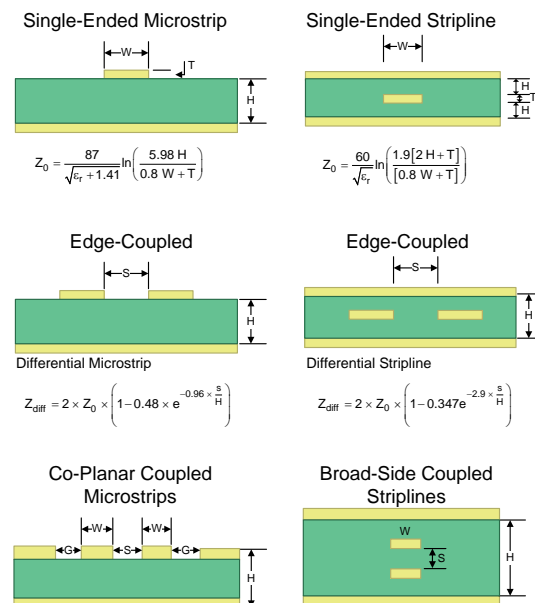 Single-Ended Microstrip
W
T
H
Z₀ = 87 / √(εᵣ + 1.41) ln( 5.98 H / 0.8 W + T )
Single-Ended Stripline
W
H
T
H
Z₀ = 60 / √εᵣ ln( 1.9[2 H + T] / [0.8 W + T] )
Edge-Coupled
S
H
Differential Microstrip
Z_diff = 2 × Z₀ × ( 1 − 0.48 × e^(−0.96 × s/H) )
Edge-Coupled
S
H
Differential Stripline
Z_diff = 2 × Z₀ × ( 1 − 0.347e^(−2.9 × s/H) )
Co-Planar Coupled
Microstrips
W W
G S G
H
Broad-Side Coupled
Striplines
W
S
H